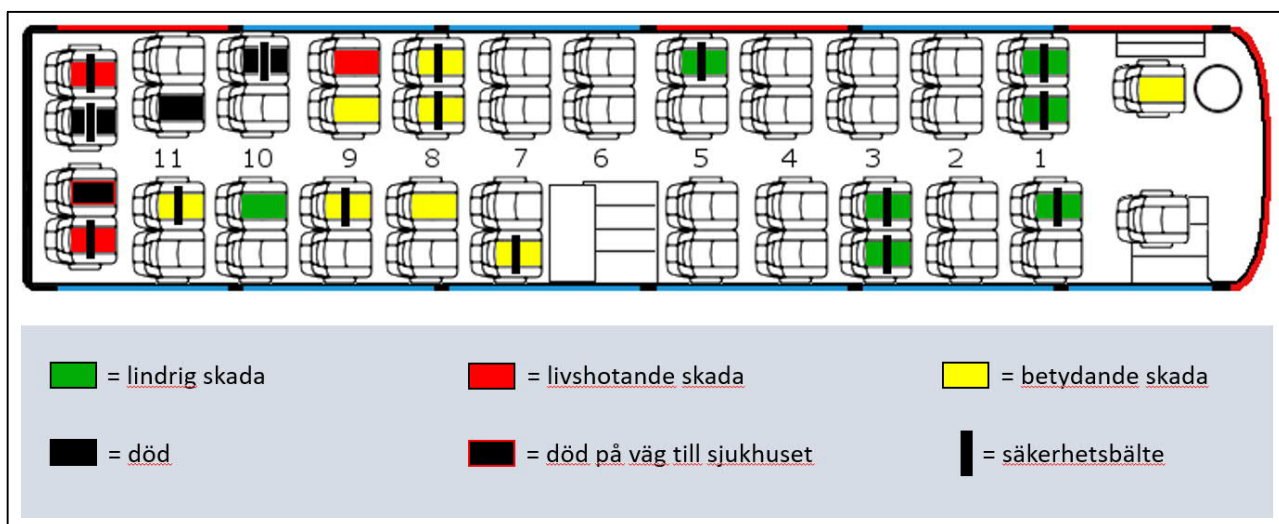 11 10 9 8 7 6 5 4 3 2 1
= lindrig skada = livshotande skada = betydande skada
= död = död på väg till sjukhuset = säkerhetsbälte